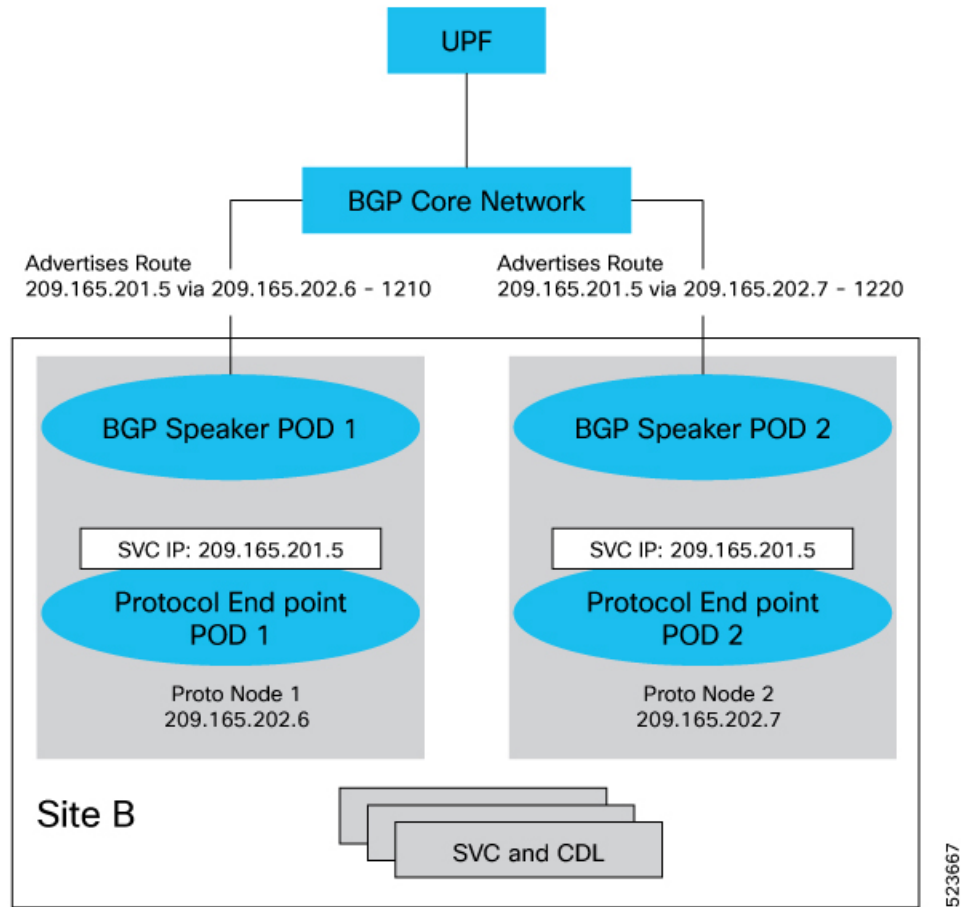 UPF
BGP Core Network
Advertises Route
209.165.201.5 via 209.165.202.6 - 1210
Advertises Route
209.165.201.5 via 209.165.202.7 - 1220
BGP Speaker POD 1
SVC IP: 209.165.201.5
Protocol End point
POD 1
Proto Node 1
209.165.202.6
BGP Speaker POD 2
SVC IP: 209.165.201.5
Protocol End point
POD 2
Proto Node 2
209.165.202.7
Site B
SVC and CDL
523667